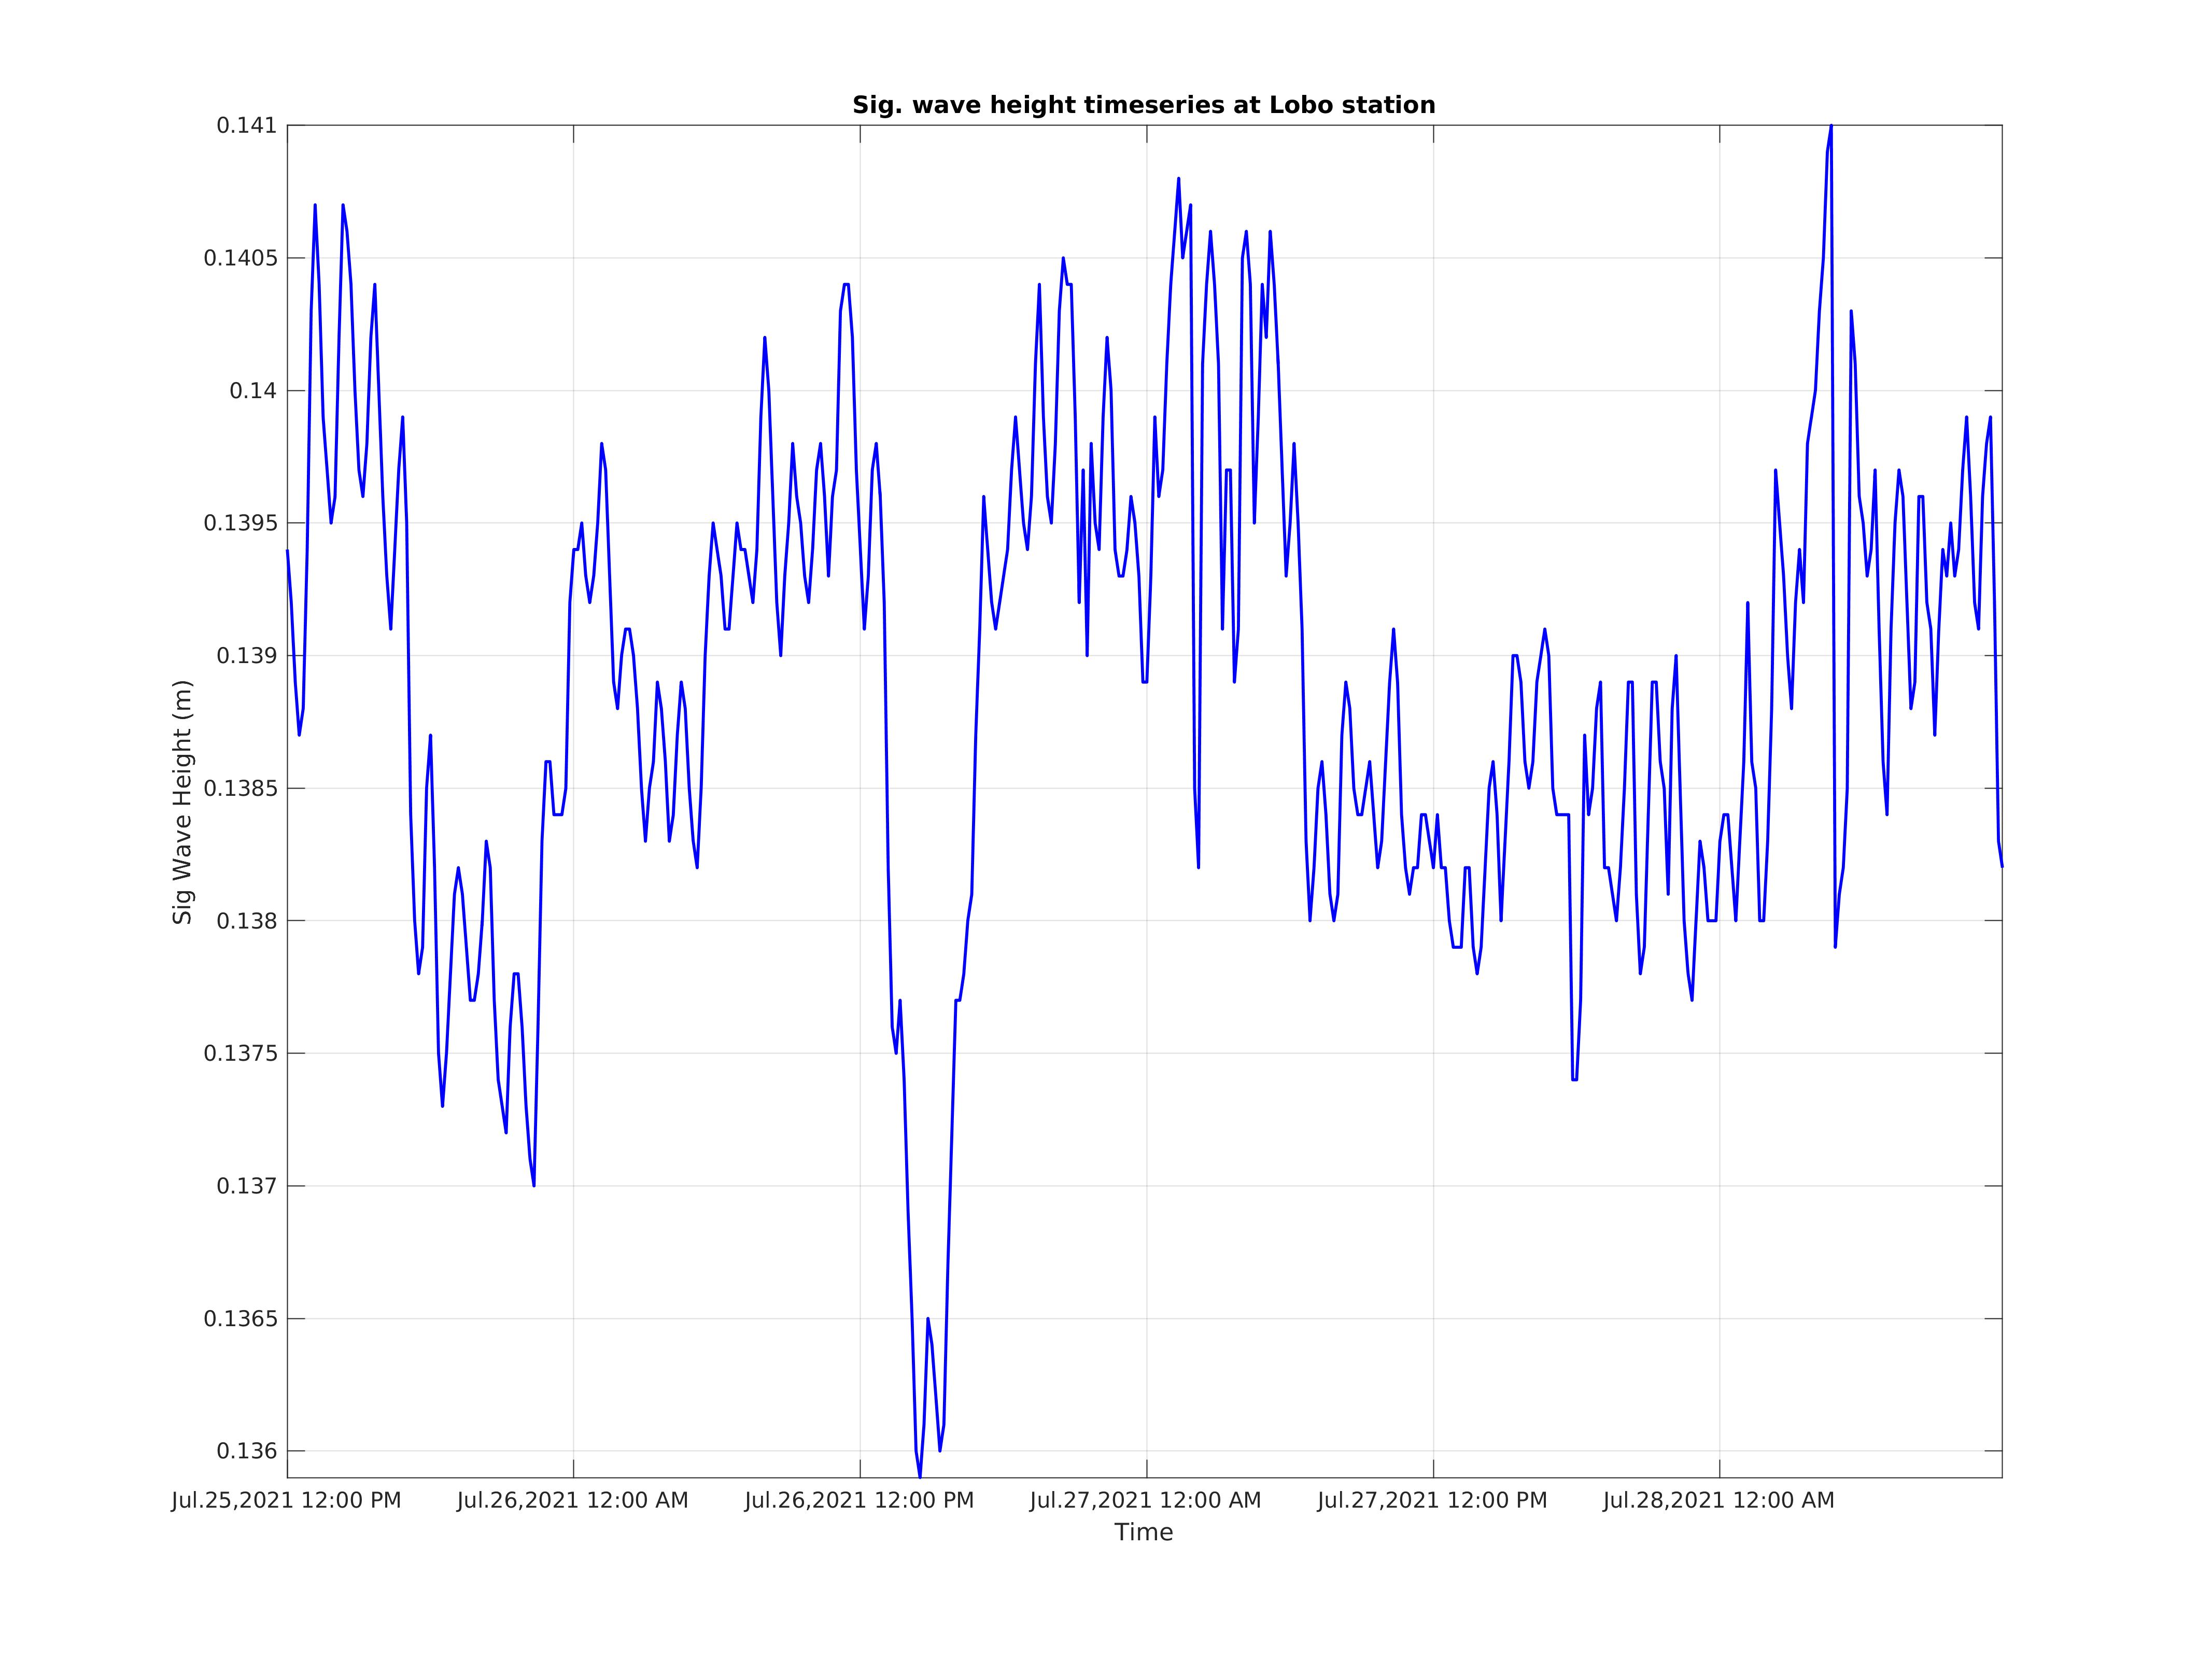 Sig. wave height timeseries at Lobo station
0.141
0.1405
0.14
0.1395
0.139
0.1385
0.138
0.1375
0.137
0.1365
0.136
Sig Wave Height (m)
Jul.25,2021 12:00 PM
Jul.26,2021 12:00 AM
Jul.26,2021 12:00 PM
Jul.27,2021 12:00 AM
Jul.27,2021 12:00 PM
Jul.28,2021 12:00 AM
Time